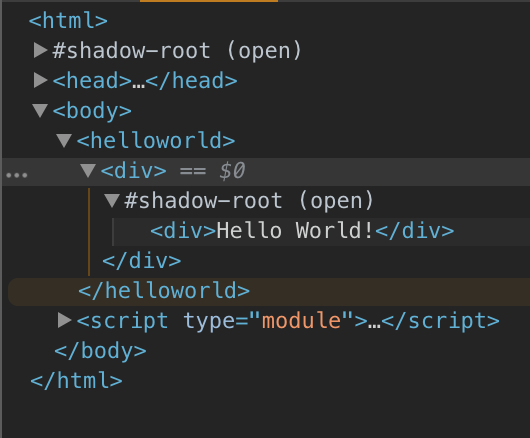 <html>
▶#shadow-root (open)
▶<head>…</head>
▼<body>
▼<helloworld>
… ▼<div> == $0
▼#shadow-root (open)
<div>Hello World!</div>
</div>
</helloworld>
▶<script type="module">…</script>
</body>
</html>